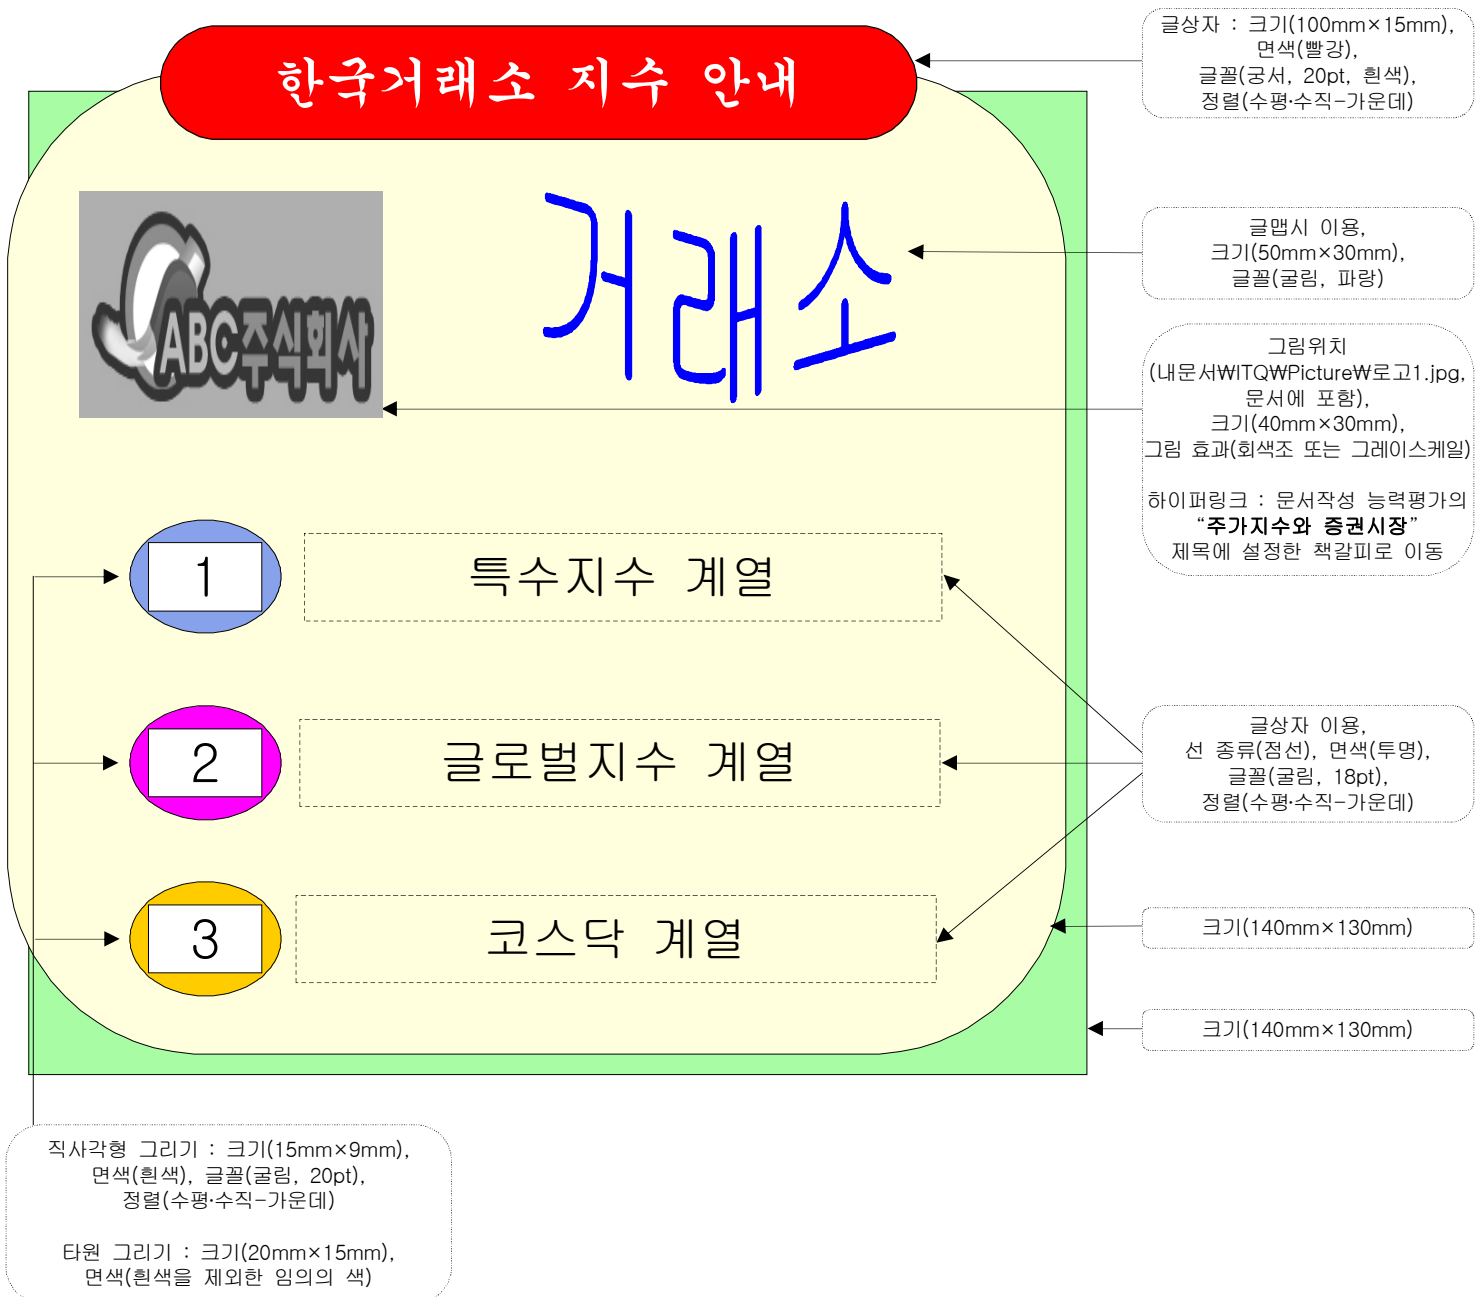 한국거래소 지수 안내
ABC주식회사
거래소
1
특수지수 계열
2
글로벌지수 계열
3
코스닥 계열
글상자 : 크기(100mm×15mm),
면색(빨강),
글꼴(궁서, 20pt, 흰색),
정렬(수평·수직-가운데)
글맵시 이용,
크기(50mm×30mm),
글꼴(굴림, 파랑)
그림위치
(내문서₩ITQ₩Picture₩로고1.jpg,
문서에 포함),
크기(40mm×30mm),
그림 효과(회색조 또는 그레이스케일)
하이퍼링크 : 문서작성 능력평가의
“주가지수와 증권시장”
제목에 설정한 책갈피로 이동
글상자 이용,
선 종류(점선), 면색(투명),
글꼴(굴림, 18pt),
정렬(수평·수직-가운데)
크기(140mm×130mm)
크기(140mm×130mm)
직사각형 그리기 : 크기(15mm×9mm),
면색(흰색), 글꼴(굴림, 20pt),
정렬(수평·수직-가운데)
타원 그리기 : 크기(20mm×15mm),
면색(흰색을 제외한 임의의 색)